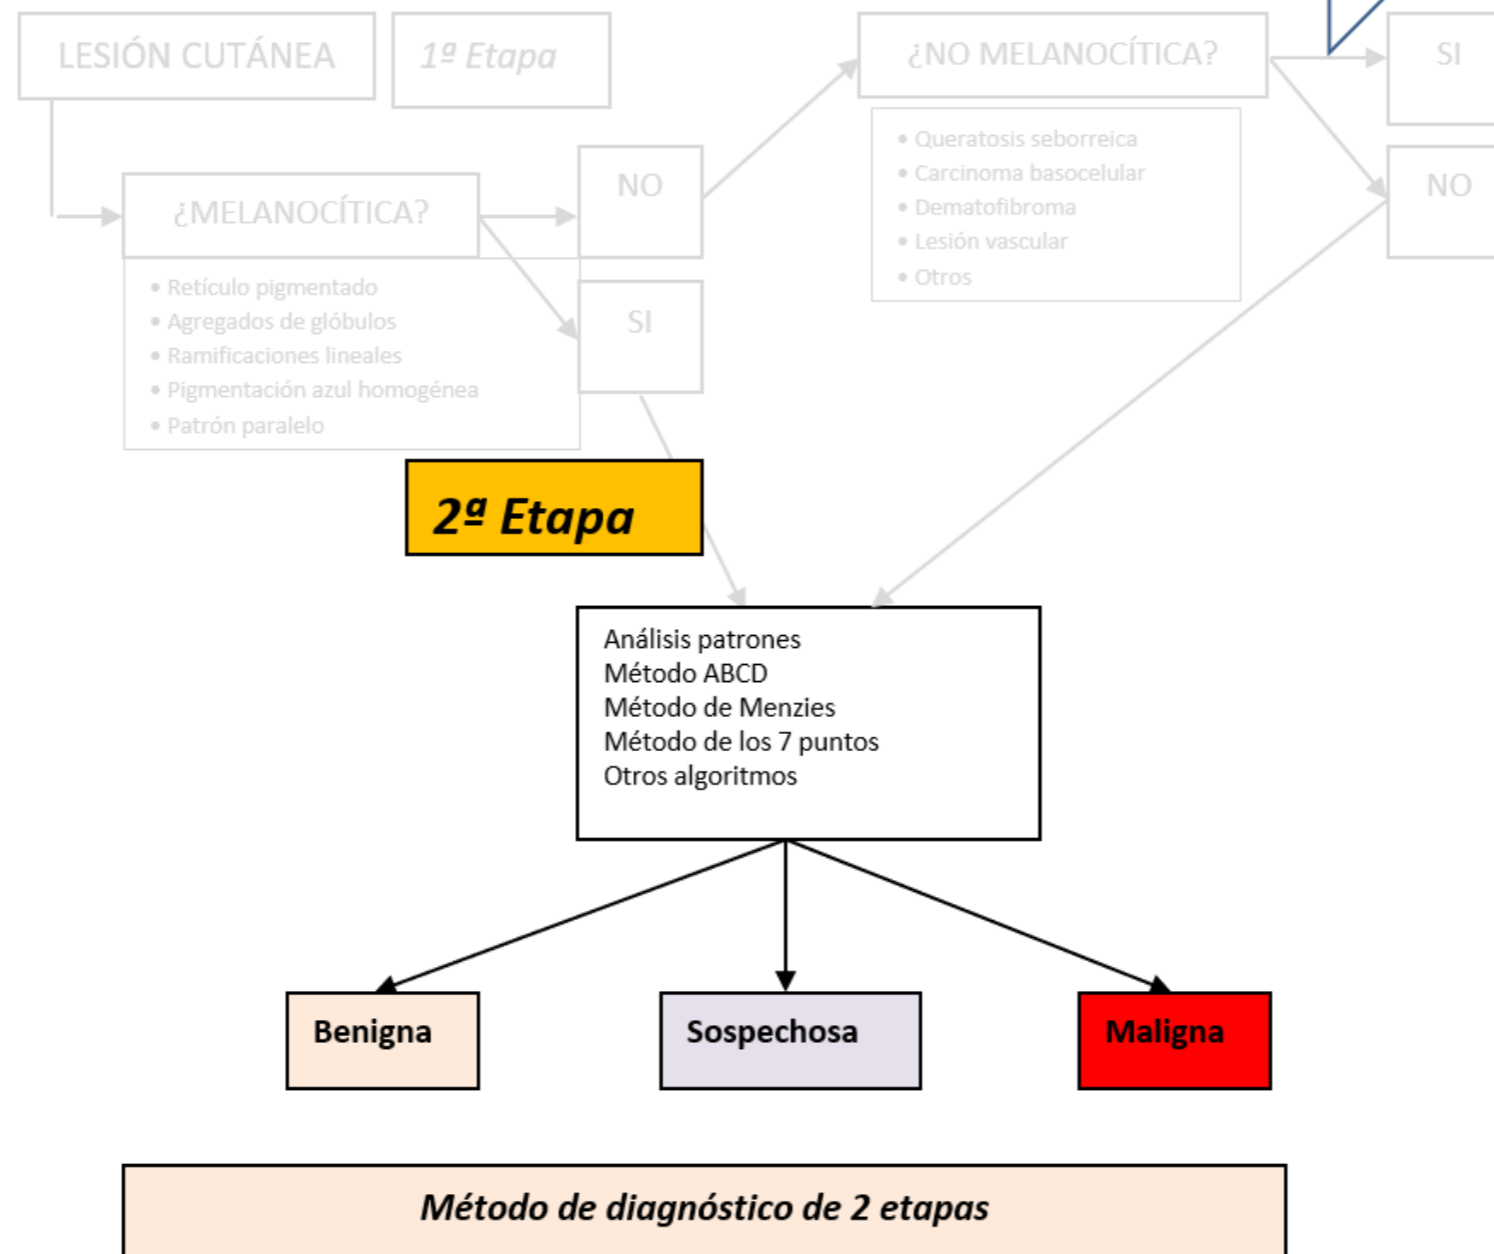 LESIÓN CUTÁNEA
1ª Etapa
¿NO MELANOCÍTICA?
SI
• Queratosis seborreica
• Carcinoma basocelular
• Dematofibroma
• Lesión vascular
• Otros
NO
¿MELANOCÍTICA?
NO
• Retículo pigmentado
• Agregados de glóbulos
• Ramificaciones lineales
• Pigmentación azul homogénea
• Patrón paralelo
SI
2ª Etapa
Análisis patrones
Método ABCD
Método de Menzies
Método de los 7 puntos
Otros algoritmos
Benigna
Sospechosa
Maligna
Método de diagnóstico de 2 etapas